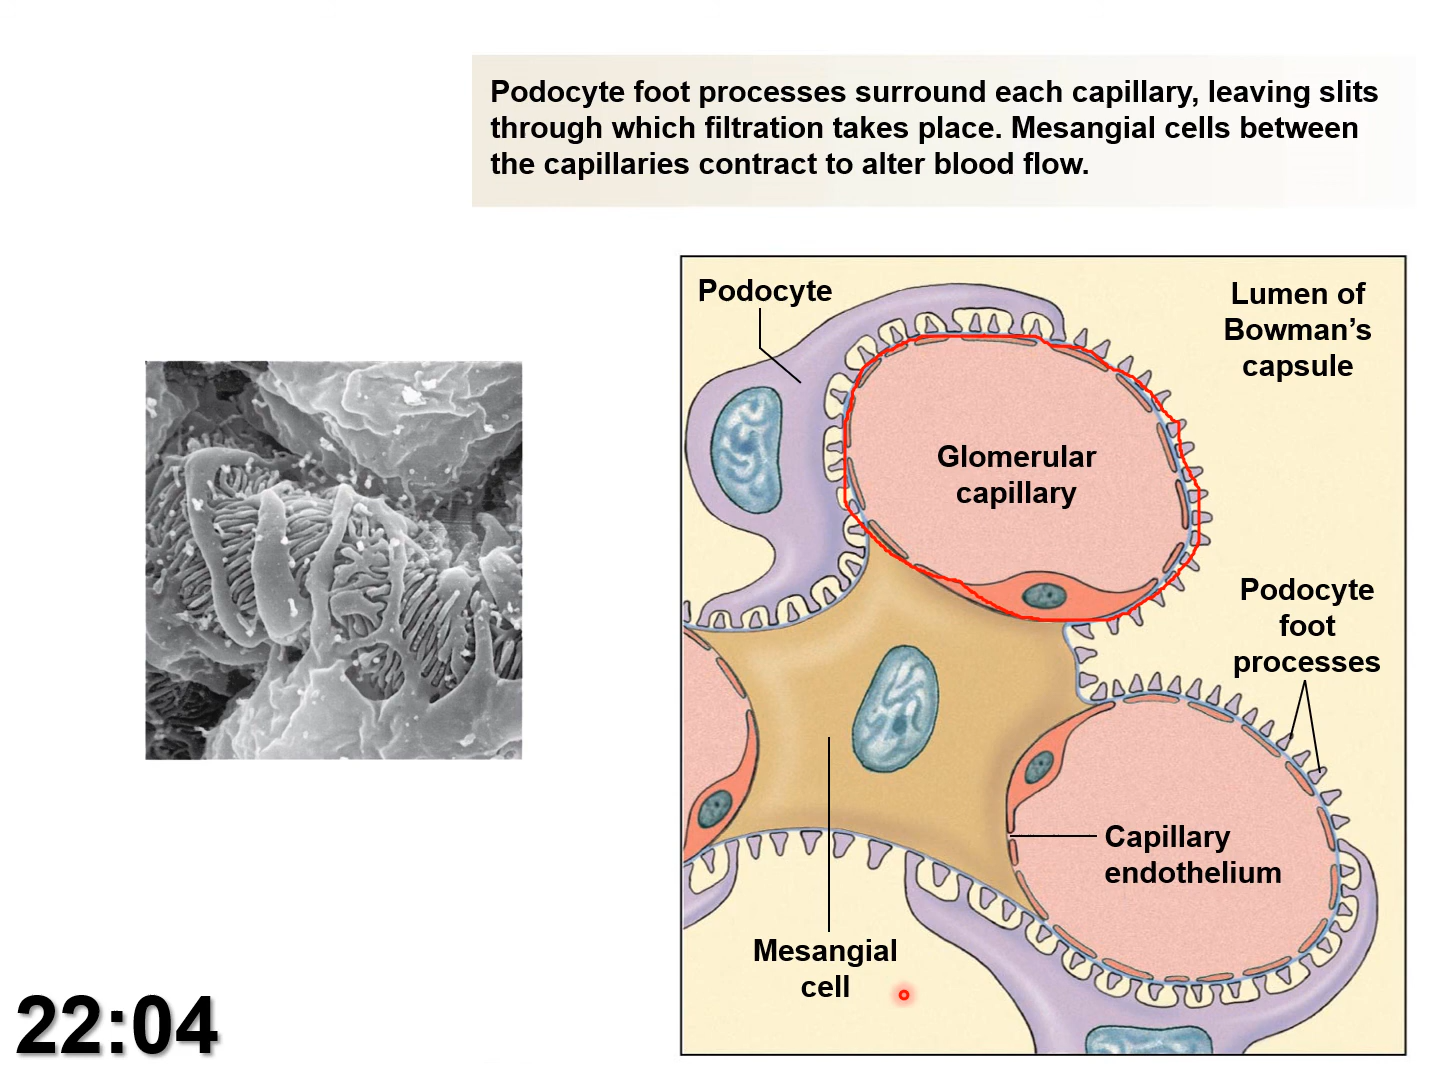 Podocyte foot processes surround each capillary, leaving slits
through which filtration takes place. Mesangial cells between
the capillaries contract to alter blood flow.
Podocyte
Lumen of
Bowman’s
capsule
Glomerular
capillary
Podocyte
foot
processes
Capillary
endothelium
Mesangial
cell
22:04